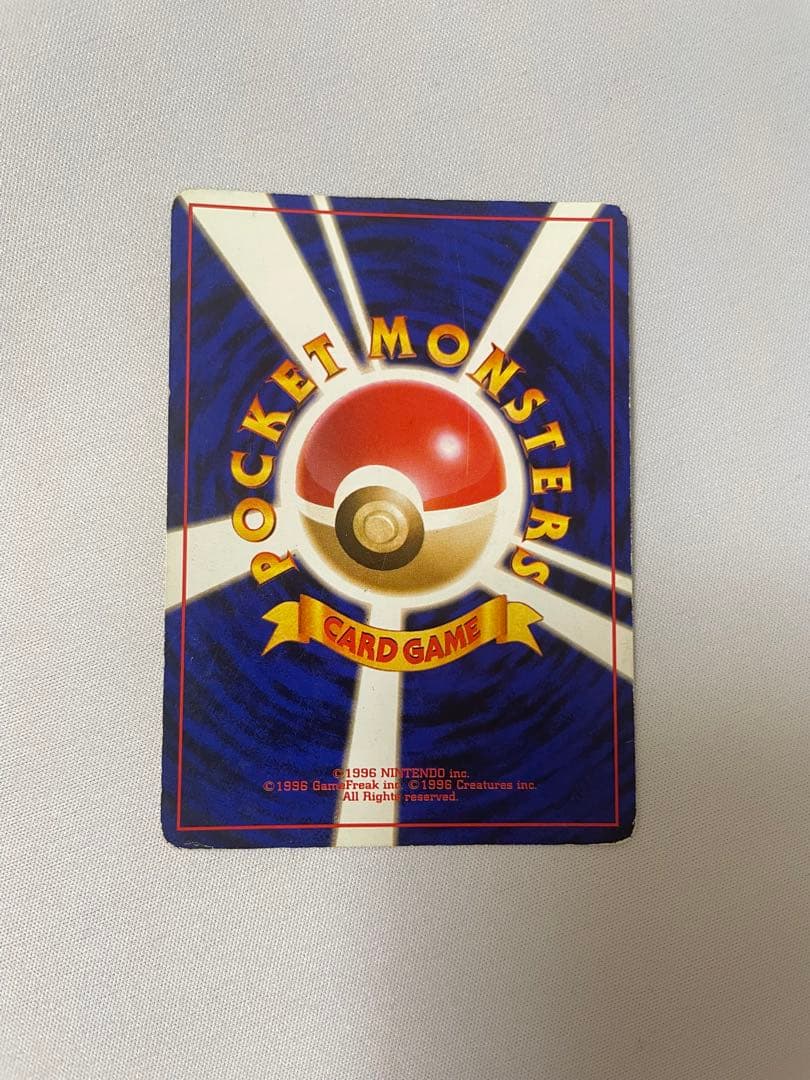 POCKET MONSTERS
CARD GAME
©1996 NINTENDO inc.
©1996 GameFreak inc. ©1996 Creatures inc.
All Rights reserved.